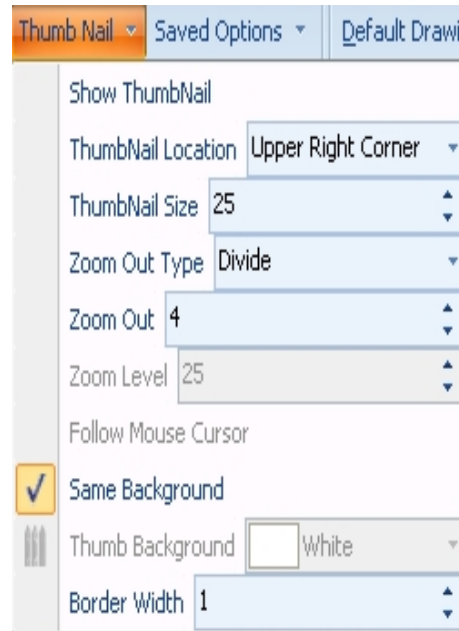 Thumb Nail Saved Options Default Drawi
Show ThumbNail
ThumbNail Location Upper Right Corner
ThumbNail Size 25
Zoom Out Type Divide
Zoom Out 4
Zoom Level 25
Follow Mouse Cursor
Same Background
Thumb Background White
Border Width 1